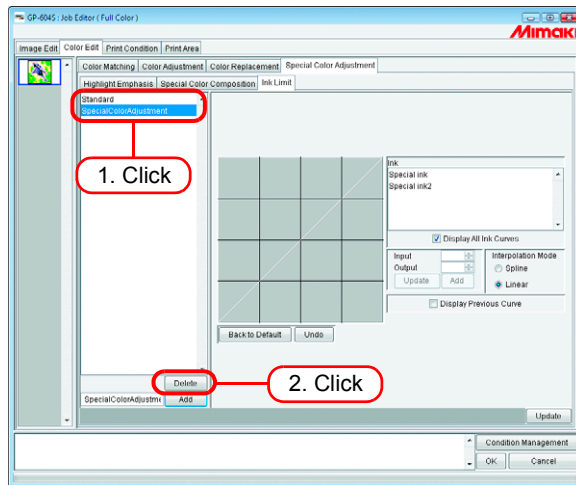 GP-604S : Job Editor ( Full Color )
Mimaki
Image Edit Color Edit Print Condition Print Area
Color Matching Color Adjustment Color Replacement Special Color Adjustment
Highlight Emphasis Special Color Composition Ink Limit
Standard
SpecialColorAdjustment
1. Click
Ink
Special ink
Special ink2
Display All Ink Curves
Input
Output
Update Add
Interpolation Mode
Spline
Linear
Display Previous Curve
Back to Default Undo
Delete
2. Click
SpecialColorAdjustme Add
Update
Condition Management
OK Cancel